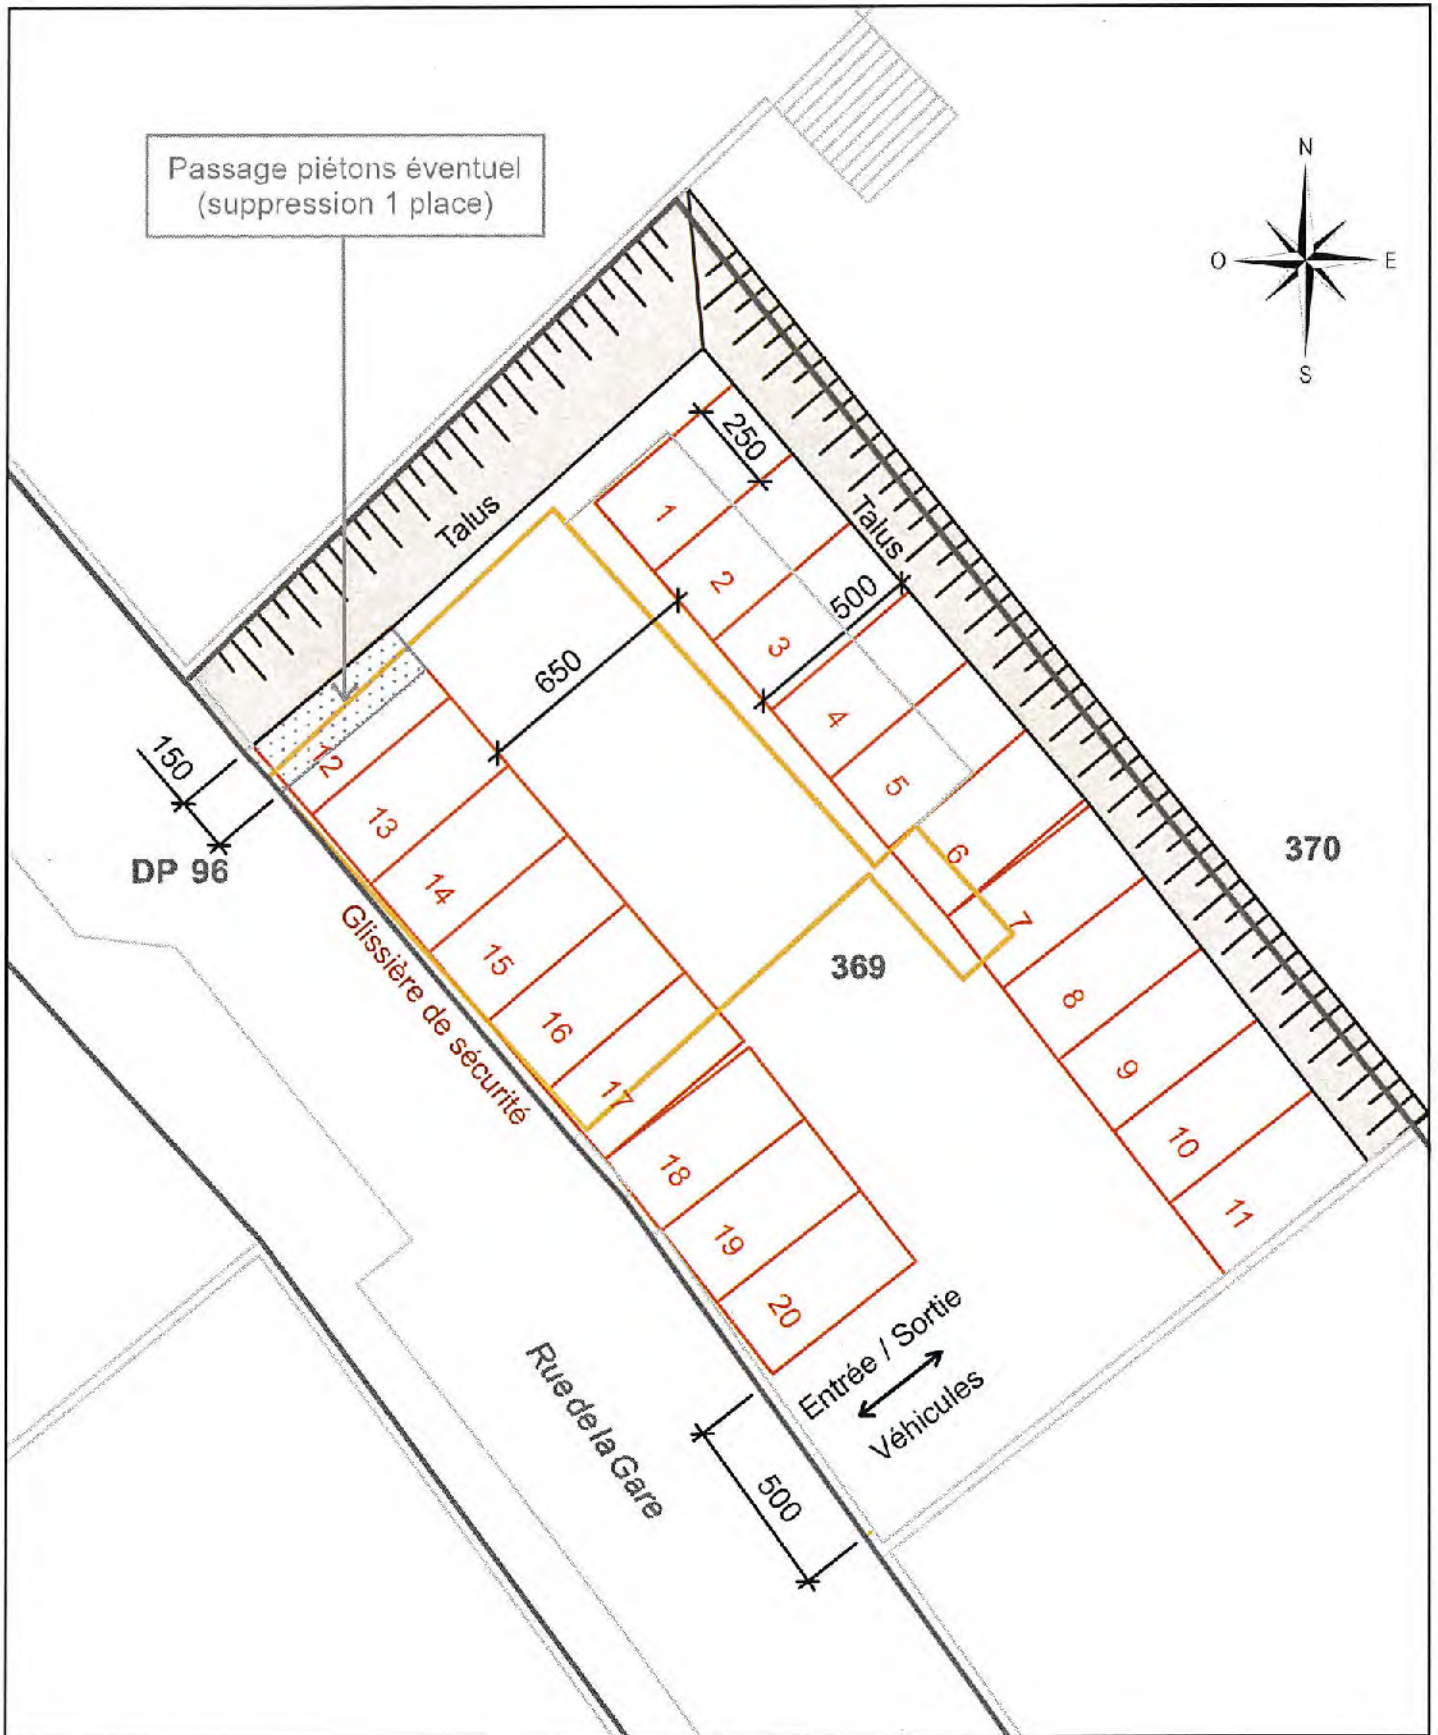 Passage piétons éventuel
(suppression 1 place)
N
O
E
S
Talus
250
1
2
3
4
5
6
7
8
9
10
11
Talus
500
650
150
DP 96
12
13
14
15
16
17
18
19
20
Glissière de sécurité
369
370
Entrée / Sortie
Véhicules
Rue de la Gare
500